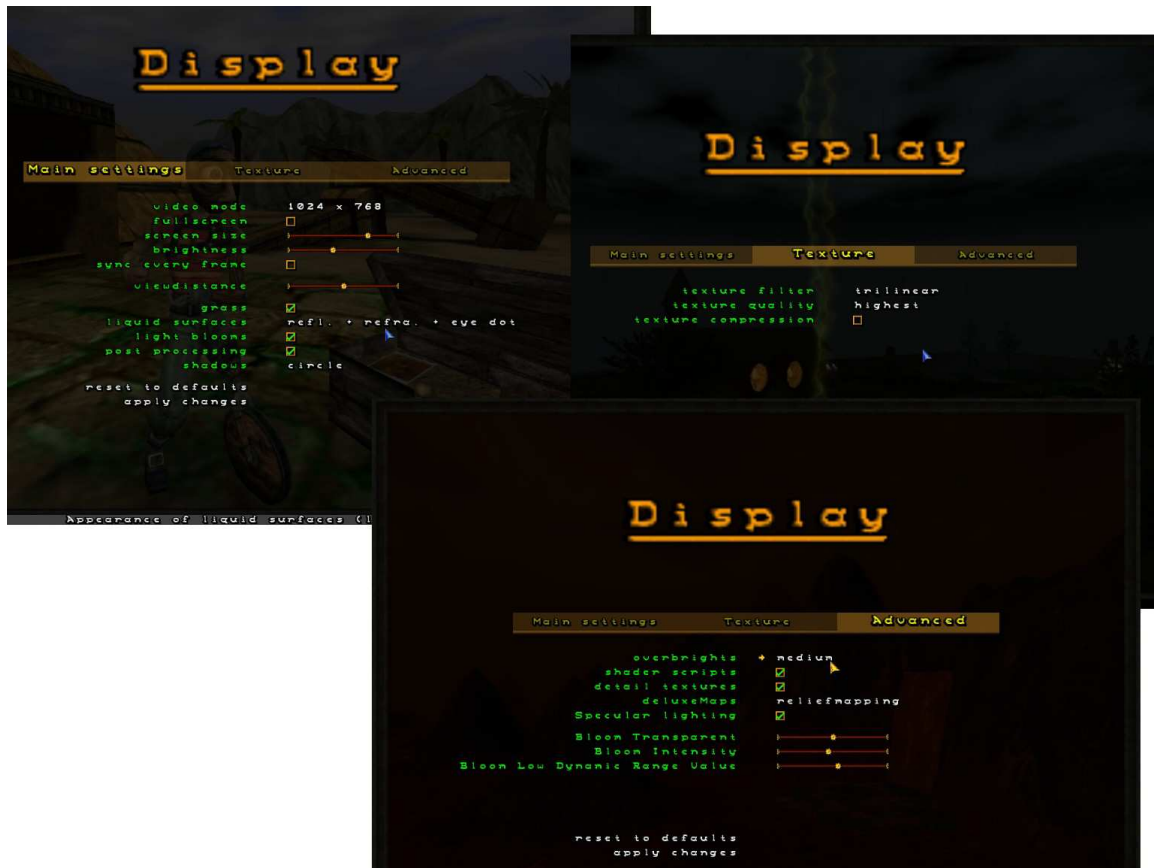 Display
Main settings Texture Advanced
video mode 1024 x 768
fullscreen
screen size
brightness
sync every frame
viewdistance
grass
liquid surfaces refl. + refra. + eye dot
light blooms
post processing
shadows circle
reset to defaults
apply changes
Appearance of liquid surfaces (l
Display
Main settings Texture Advanced
texture filter trilinear
texture quality highest
texture compression
Display
Main settings Texture Advanced
overbrights medium
shader scripts
detail textures
deluxeMaps reliefmapping
Specular lighting
Bloom Transparent
Bloom Intensity
Bloom Low Dynamic Range Value
reset to defaults
apply changes